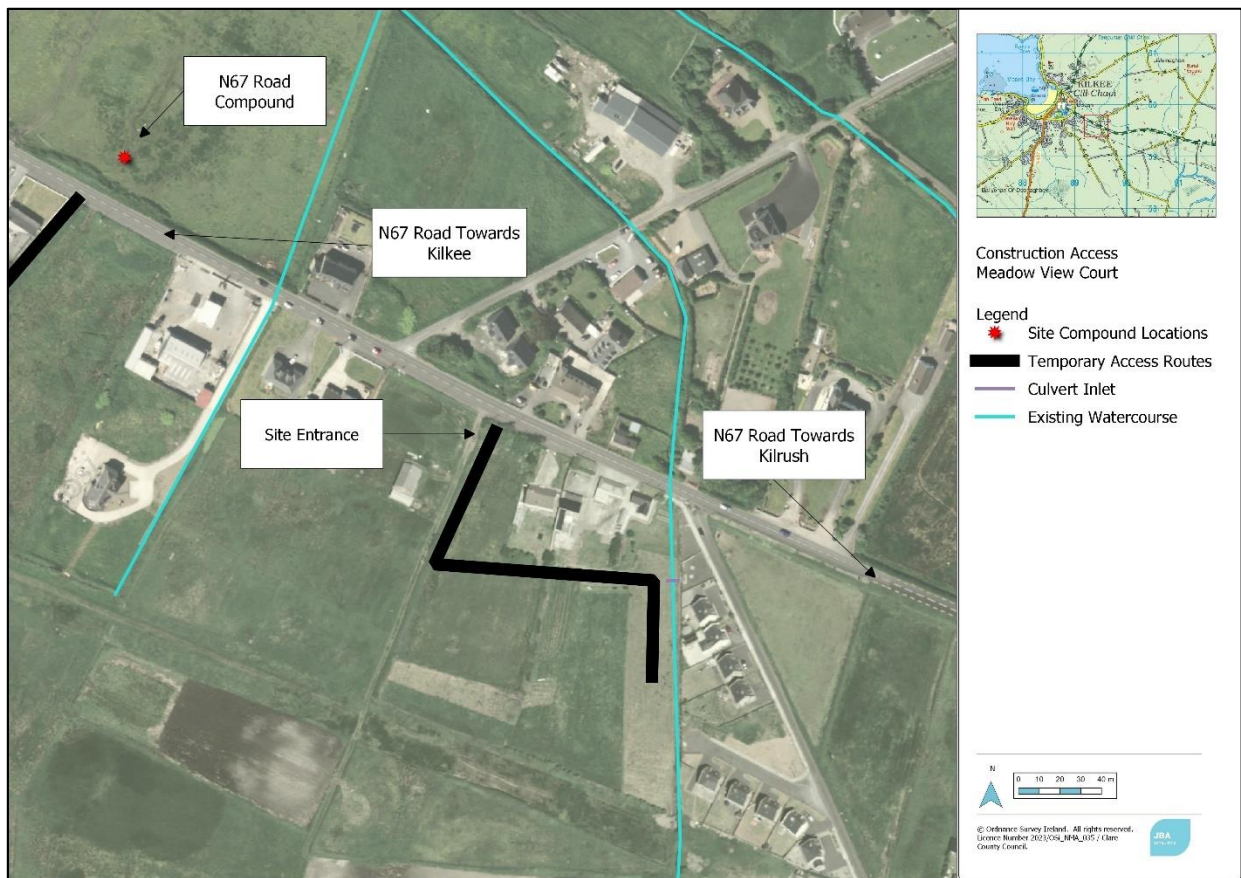 N67 Road
Compound
N67 Road Towards
Kilkee
Site Entrance
N67 Road Towards
Kilrush
KILKEE
Cill Chaoi
Construction Access
Meadow View Court
Legend
Site Compound Locations
Temporary Access Routes
Culvert Inlet
Existing Watercourse
N
0 10 20 30 40 m
© Ordnance Survey Ireland. All rights reserved.
Licence Number 2023/OSi_NMA_035 / Clare
County Council.
JBA